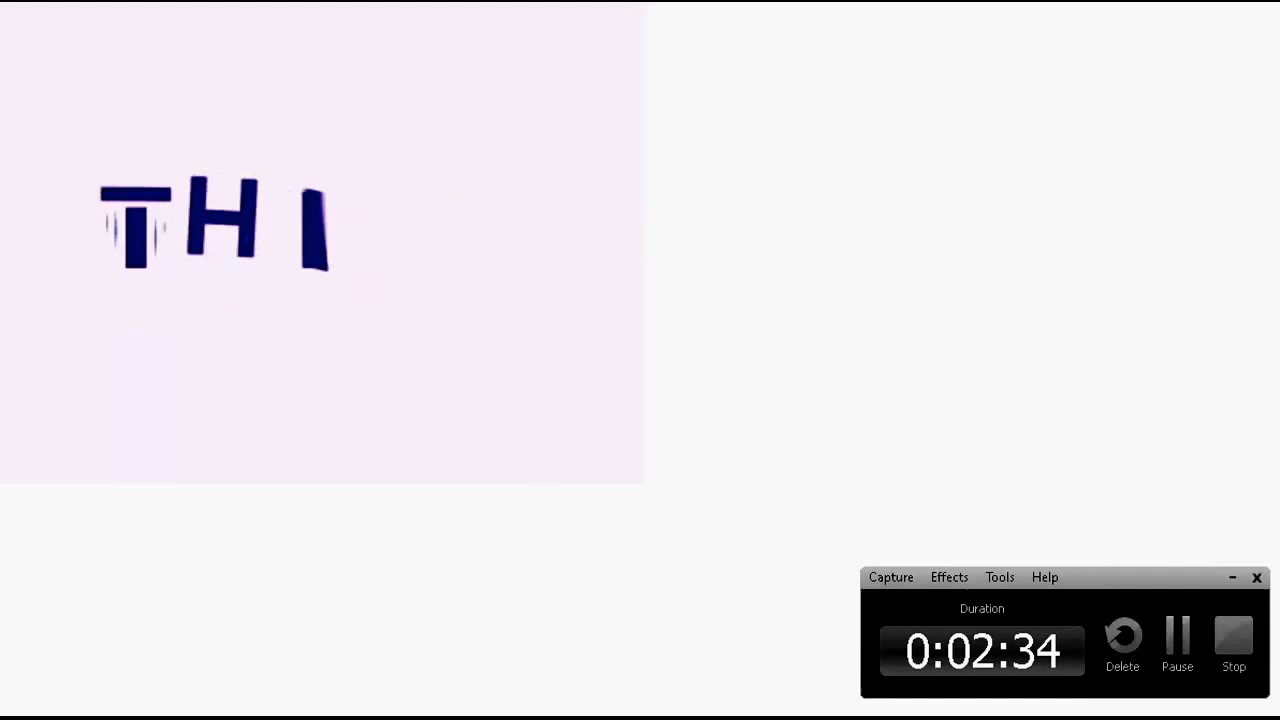 THI
Capture Effects Tools Help
Duration
0:02:34
Delete Pause Stop